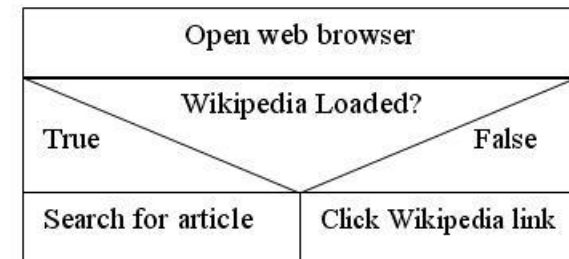 Open web browser
Wikipedia Loaded?
True
False
Search for article
Click Wikipedia link